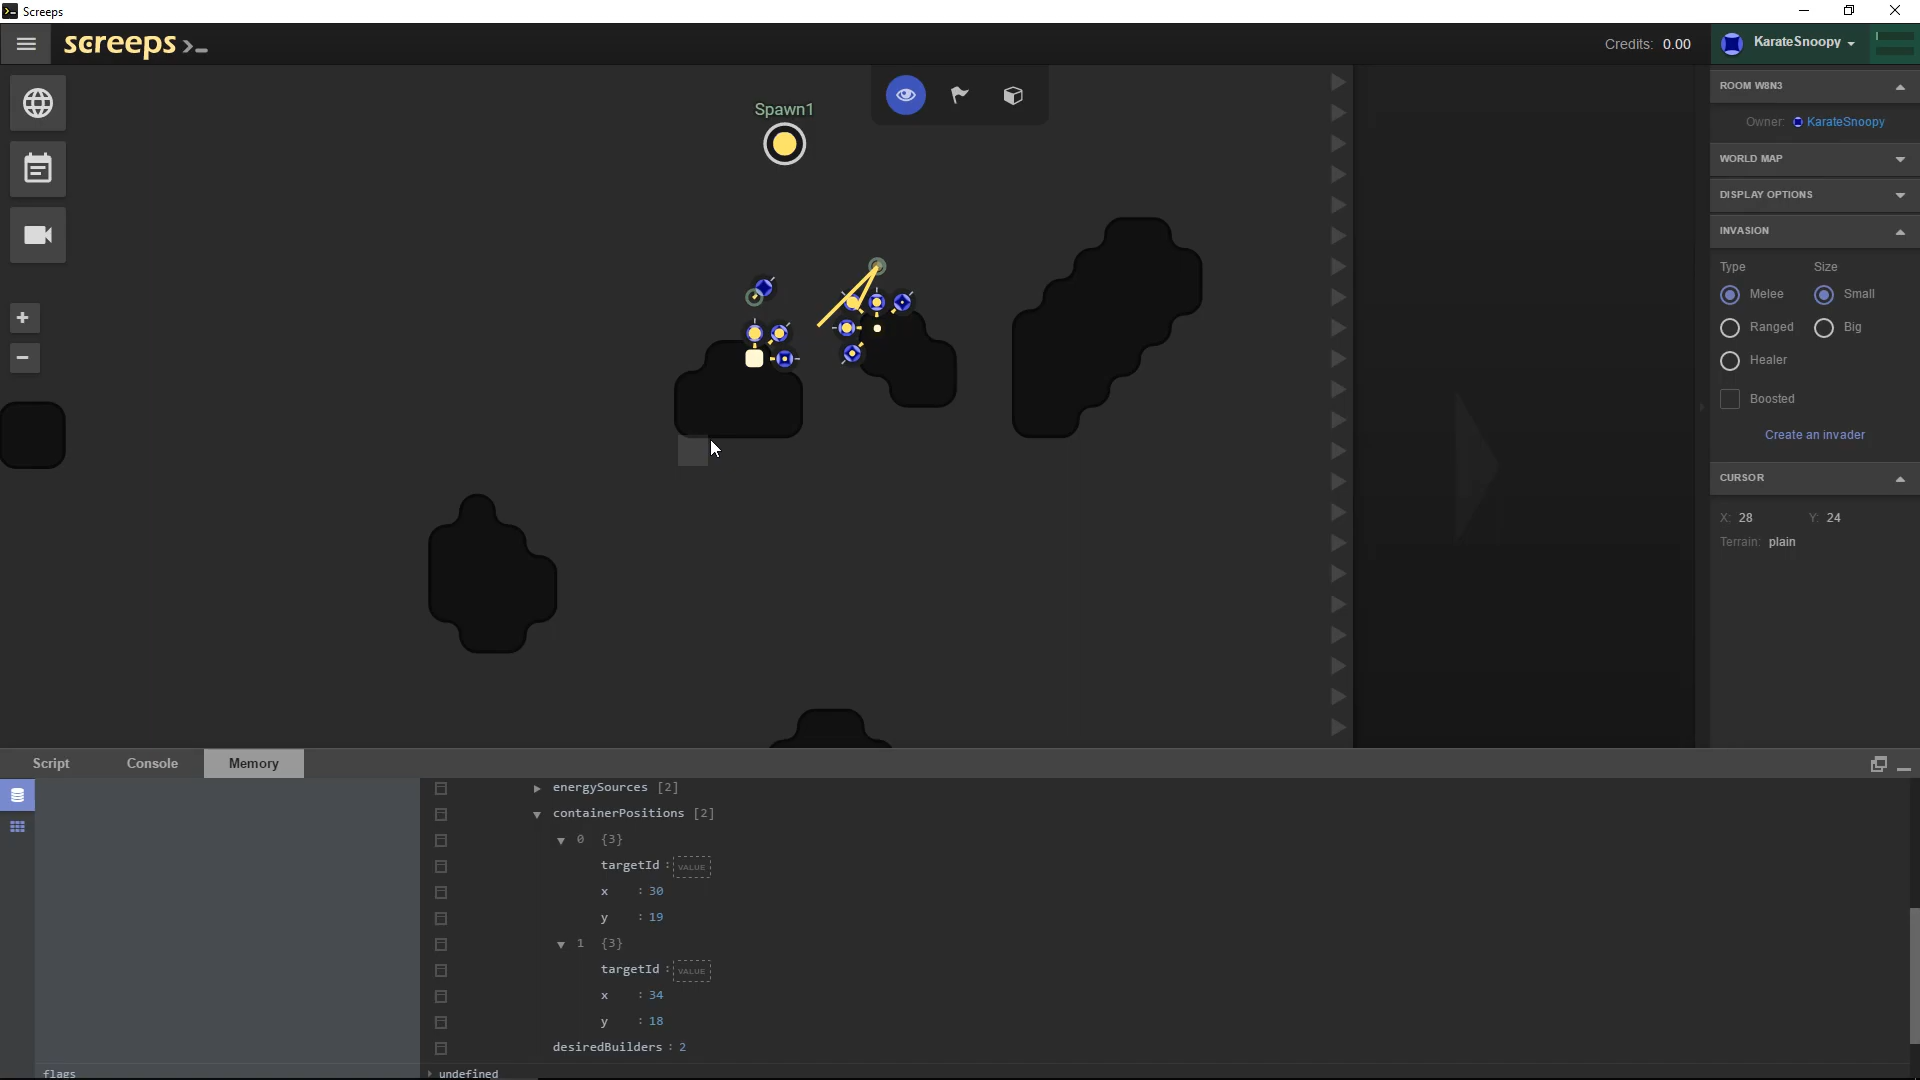 Screeps
screeps
Credits: 0.00
KarateSnoopy
Spawn1
ROOM W8N3
Owner: KarateSnoopy
WORLD MAP
DISPLAY OPTIONS
INVASION
Type Size
Melee Small
Ranged Big
Healer
Boosted
Create an invader
CURSOR
X: 28 Y: 24
Terrain: plain
Script Console Memory
energySources [2]
containerPositions [2]
0 {3}
targetId : VALUE
x : 30
y : 19
1 {3}
targetId : VALUE
x : 34
y : 18
desiredBuilders : 2
flags
undefined